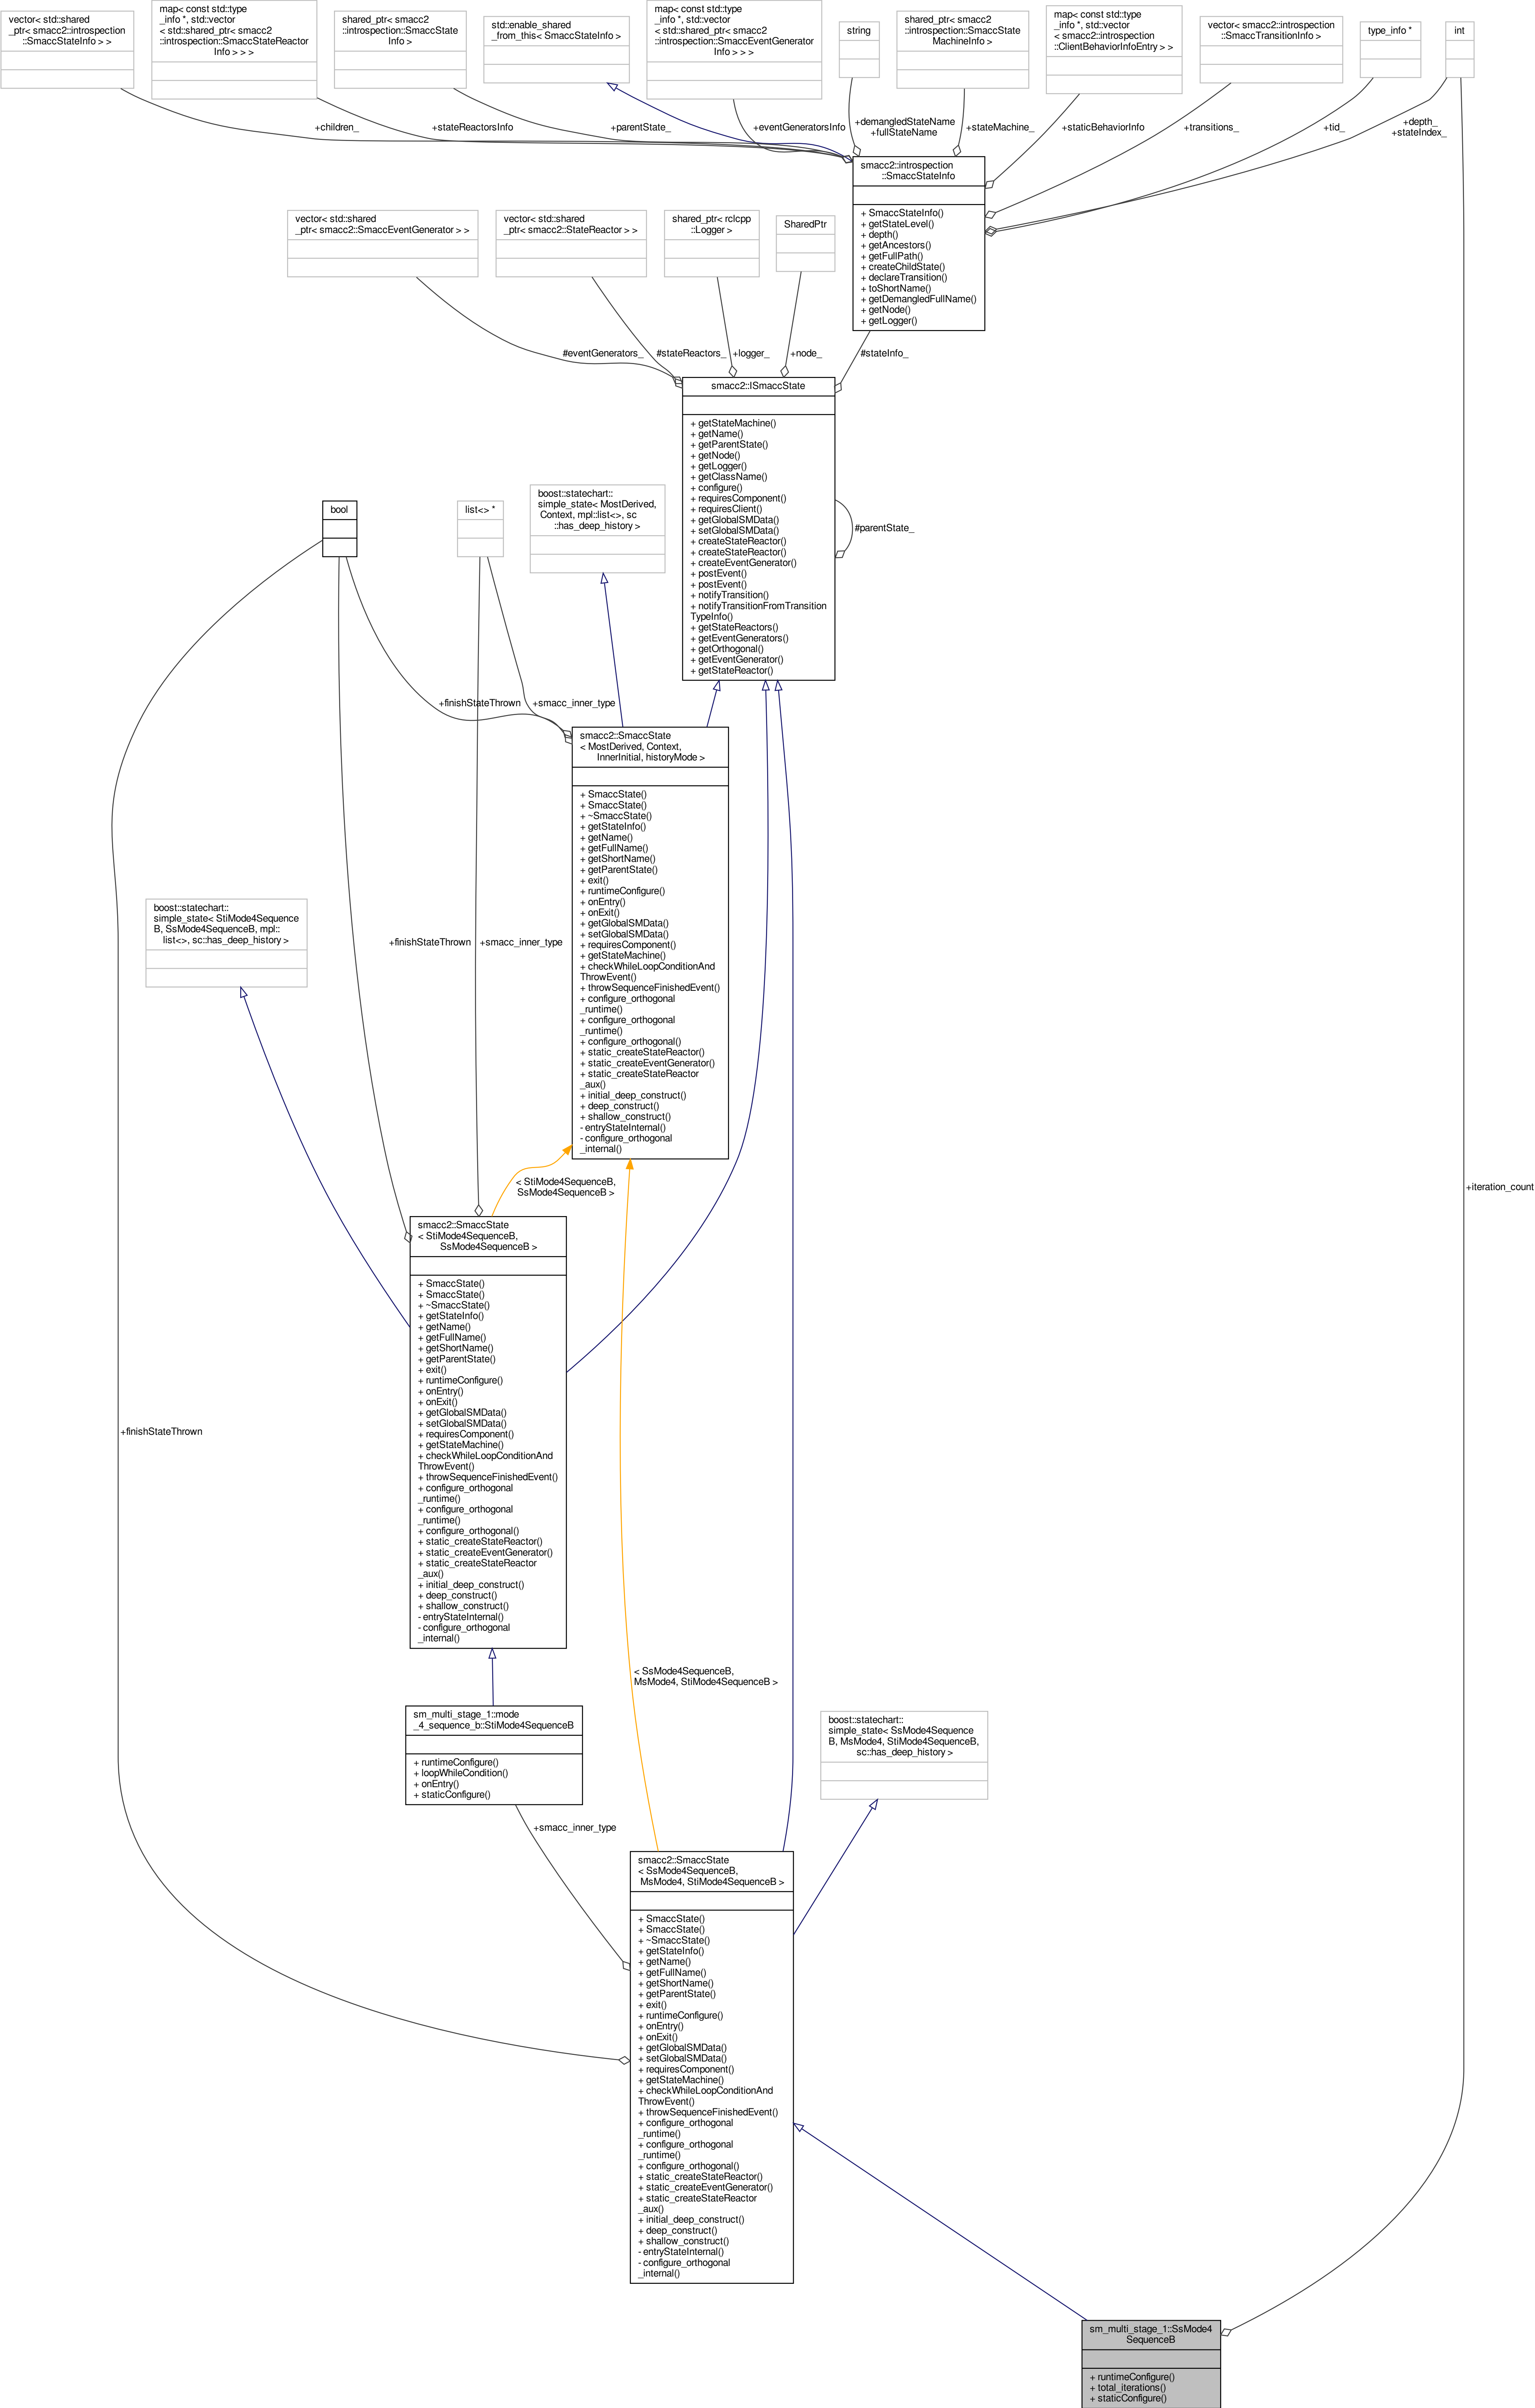 vector< std::shared
_ptr< smacc2::introspection
::SmaccStateInfo > >
map< const std::type
_info *, std::vector
< std::shared_ptr< smacc2
::introspection::SmaccStateReactor
Info > > >
shared_ptr< smacc2
::introspection::SmaccState
Info >
std::enable_shared
_from_this< SmaccStateInfo >
map< const std::type
_info *, std::vector
< std::shared_ptr< smacc2
::introspection::SmaccEventGenerator
Info > > >
string
shared_ptr< smacc2
::introspection::SmaccState
MachineInfo >
map< const std::type
_info *, std::vector
< smacc2::introspection
::ClientBehaviorInfoEntry > >
vector< smacc2::introspection
::SmaccTransitionInfo >
type_info *
int
+children_
+stateReactorsInfo
+parentState_
+eventGeneratorsInfo
+demangledStateName
+fullStateName
+stateMachine_
+staticBehaviorInfo
+transitions_
+tid_
+depth_
+stateIndex_
smacc2::introspection
::SmaccStateInfo
+ SmaccStateInfo()
+ getStateLevel()
+ depth()
+ getAncestors()
+ getFullPath()
+ createChildState()
+ declareTransition()
+ toShortName()
+ getDemangledFullName()
+ getNode()
+ getLogger()
vector< std::shared
_ptr< smacc2::SmaccEventGenerator > >
vector< std::shared
_ptr< smacc2::StateReactor > >
shared_ptr< rclcpp
::Logger >
SharedPtr
#eventGenerators_
#stateReactors_
+logger_
+node_
#stateInfo_
smacc2::ISmaccState
+ getStateMachine()
+ getName()
+ getParentState()
+ getNode()
+ getLogger()
+ getClassName()
+ configure()
+ requiresComponent()
+ requiresClient()
+ getGlobalSMData()
+ setGlobalSMData()
+ createStateReactor()
+ createStateReactor()
+ createEventGenerator()
+ postEvent()
+ postEvent()
+ notifyTransition()
+ notifyTransitionFromTransition
TypeInfo()
+ getStateReactors()
+ getEventGenerators()
+ getOrthogonal()
+ getEventGenerator()
+ getStateReactor()
#parentState_
bool
list<> *
boost::statechart::
simple_state< MostDerived,
Context, mpl::list<>, sc
::has_deep_history >
+finishStateThrown
+smacc_inner_type
smacc2::SmaccState
< MostDerived, Context,
InnerInitial, historyMode >
+ SmaccState()
+ SmaccState()
+ ~SmaccState()
+ getStateInfo()
+ getName()
+ getFullName()
+ getShortName()
+ getParentState()
+ exit()
+ runtimeConfigure()
+ onEntry()
+ onExit()
+ getGlobalSMData()
+ setGlobalSMData()
+ requiresComponent()
+ getStateMachine()
+ checkWhileLoopConditionAnd
ThrowEvent()
+ throwSequenceFinishedEvent()
+ configure_orthogonal
_runtime()
+ configure_orthogonal
_runtime()
+ configure_orthogonal()
+ static_createStateReactor()
+ static_createEventGenerator()
+ static_createStateReactor
_aux()
+ initial_deep_construct()
+ deep_construct()
+ shallow_construct()
- entryStateInternal()
- configure_orthogonal
_internal()
boost::statechart::
simple_state< StiMode4Sequence
B, SsMode4SequenceB, mpl::
list<>, sc::has_deep_history >
+finishStateThrown
+smacc_inner_type
< StiMode4SequenceB,
SsMode4SequenceB >
+iteration_count
smacc2::SmaccState
< StiMode4SequenceB,
SsMode4SequenceB >
+ SmaccState()
+ SmaccState()
+ ~SmaccState()
+ getStateInfo()
+ getName()
+ getFullName()
+ getShortName()
+ getParentState()
+ exit()
+ runtimeConfigure()
+ onEntry()
+ onExit()
+ getGlobalSMData()
+ setGlobalSMData()
+ requiresComponent()
+ getStateMachine()
+ checkWhileLoopConditionAnd
ThrowEvent()
+ throwSequenceFinishedEvent()
+ configure_orthogonal
_runtime()
+ configure_orthogonal
_runtime()
+ configure_orthogonal()
+ static_createStateReactor()
+ static_createEventGenerator()
+ static_createStateReactor
_aux()
+ initial_deep_construct()
+ deep_construct()
+ shallow_construct()
- entryStateInternal()
- configure_orthogonal
_internal()
+finishStateThrown
< SsMode4SequenceB,
MsMode4, StiMode4SequenceB >
sm_multi_stage_1::mode
_4_sequence_b::StiMode4SequenceB
+ runtimeConfigure()
+ loopWhileCondition()
+ onEntry()
+ staticConfigure()
boost::statechart::
simple_state< SsMode4Sequence
B, MsMode4, StiMode4SequenceB,
sc::has_deep_history >
+smacc_inner_type
smacc2::SmaccState
< SsMode4SequenceB,
MsMode4, StiMode4SequenceB >
+ SmaccState()
+ SmaccState()
+ ~SmaccState()
+ getStateInfo()
+ getName()
+ getFullName()
+ getShortName()
+ getParentState()
+ exit()
+ runtimeConfigure()
+ onEntry()
+ onExit()
+ getGlobalSMData()
+ setGlobalSMData()
+ requiresComponent()
+ getStateMachine()
+ checkWhileLoopConditionAnd
ThrowEvent()
+ throwSequenceFinishedEvent()
+ configure_orthogonal
_runtime()
+ configure_orthogonal
_runtime()
+ configure_orthogonal()
+ static_createStateReactor()
+ static_createEventGenerator()
+ static_createStateReactor
_aux()
+ initial_deep_construct()
+ deep_construct()
+ shallow_construct()
- entryStateInternal()
- configure_orthogonal
_internal()
sm_multi_stage_1::SsMode4
SequenceB
+ runtimeConfigure()
+ total_iterations()
+ staticConfigure()